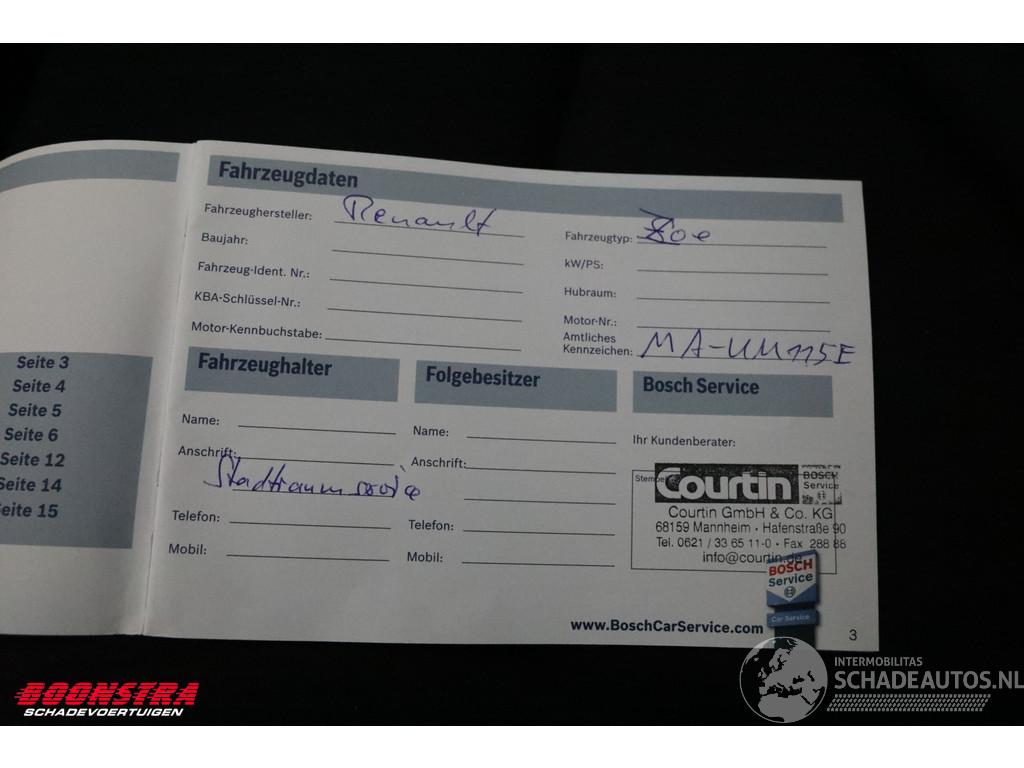 Fahrzeugdaten
Fahrzeughersteller: Renault
Fahrzeugtyp: Zoe
Baujahr:
kW/PS:
Fahrzeug-Ident. Nr.:
Hubraum:
KBA-Schlüssel-Nr.:
Motor-Nr.:
Motor-Kennbuchstabe:
Amtliches
Kennzeichen: MA-UM115E
Seite 3
Seite 4
Seite 5
Seite 6
Seite 12
Seite 14
Seite 15
Fahrzeughalter
Name:
Anschrift:
Telefon:
Mobil:
Folgebesitzer
Name:
Anschrift:
Telefon:
Mobil:
Bosch Service
Ihr Kundenberater:
Stempel
Courtin BOSCH
Service
Courtin GmbH & Co. KG
68159 Mannheim - Hafenstraße 90
Tel. 0621 / 33 65 11-0 - Fax 288 88
info@courtin.de
BOSCH
Service
Car Service
www.BoschCarService.com
3
BOONSTRA
SCHADEVOERTUIGEN
INTERMOBILITAS
SCHADEAUTOS.NL